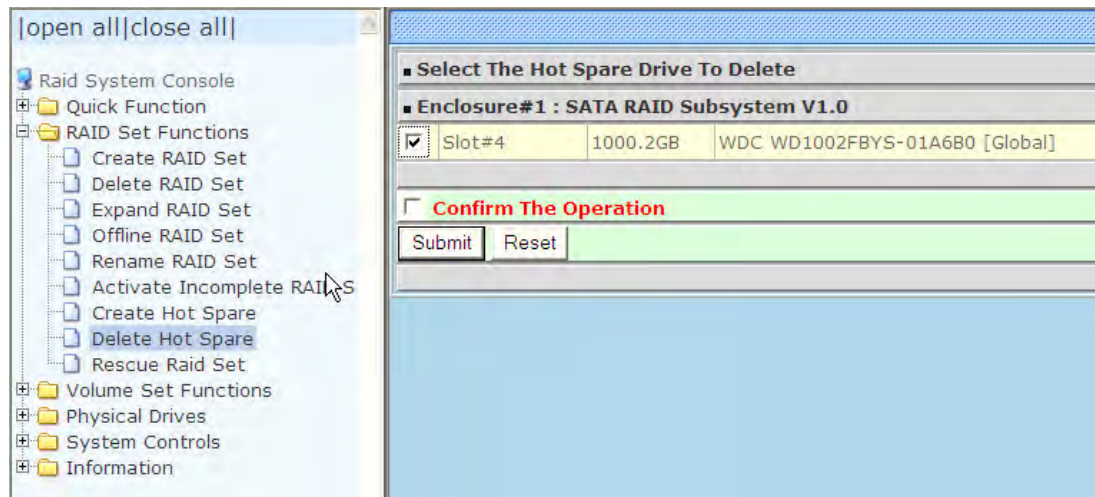 |open all|close all|
Raid System Console
Quick Function
RAID Set Functions
Create RAID Set
Delete RAID Set
Expand RAID Set
Offline RAID Set
Rename RAID Set
Activate Incomplete RAID S
Create Hot Spare
Delete Hot Spare
Rescue Raid Set
Volume Set Functions
Physical Drives
System Controls
Information
Select The Hot Spare Drive To Delete
Enclosure#1 : SATA RAID Subsystem V1.0
Slot#4 1000.2GB WDC WD1002FBYS-01A6B0 [Global]
Confirm The Operation
Submit Reset